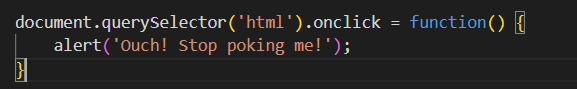 document.querySelector('html').onclick = function() {
    alert('Ouch! Stop poking me!');
}